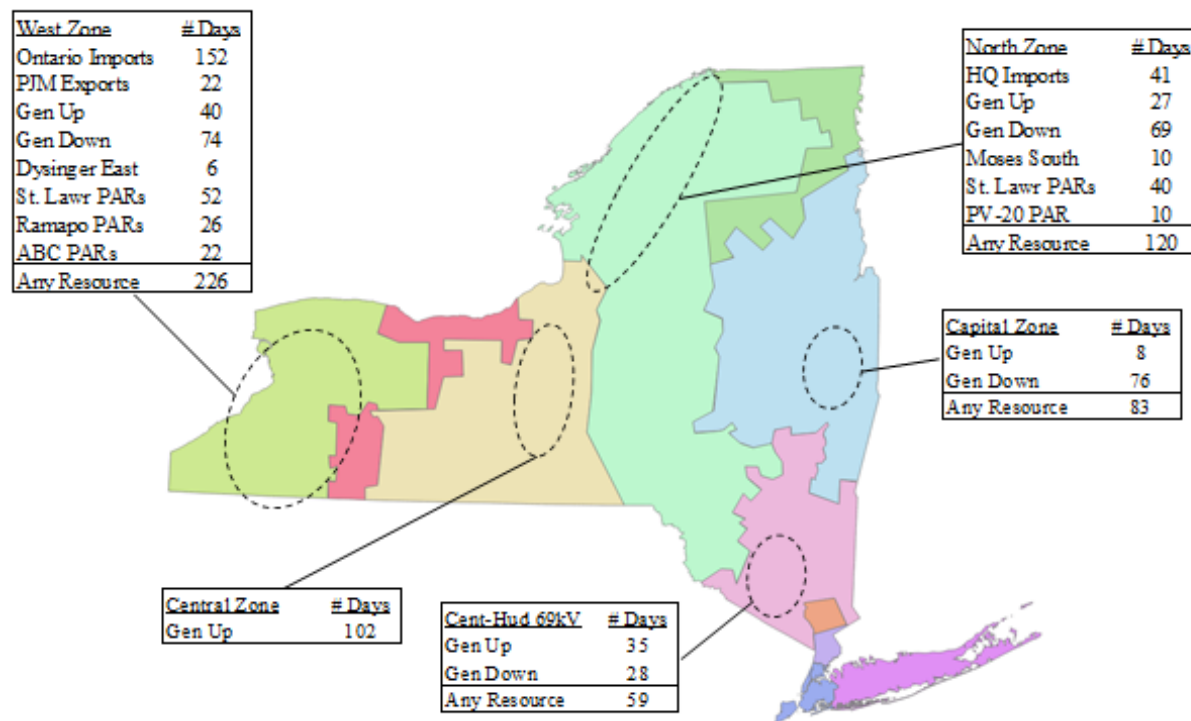 West Zone # Days
Ontario Imports 152
PJM Exports 22
Gen Up 40
Gen Down 74
Dysinger East 6
St. Lawr PARs 52
Ramapo PARs 26
ABC PARs 22
Any Resource 226
North Zone # Days
HQ Imports 41
Gen Up 27
Gen Down 69
Moses South 10
St. Lawr PARs 40
PV-20 PAR 10
Any Resource 120
Capital Zone # Days
Gen Up 8
Gen Down 76
Any Resource 83
Central Zone # Days
Gen Up 102
Cent-Hud 69kV # Days
Gen Up 35
Gen Down 28
Any Resource 59